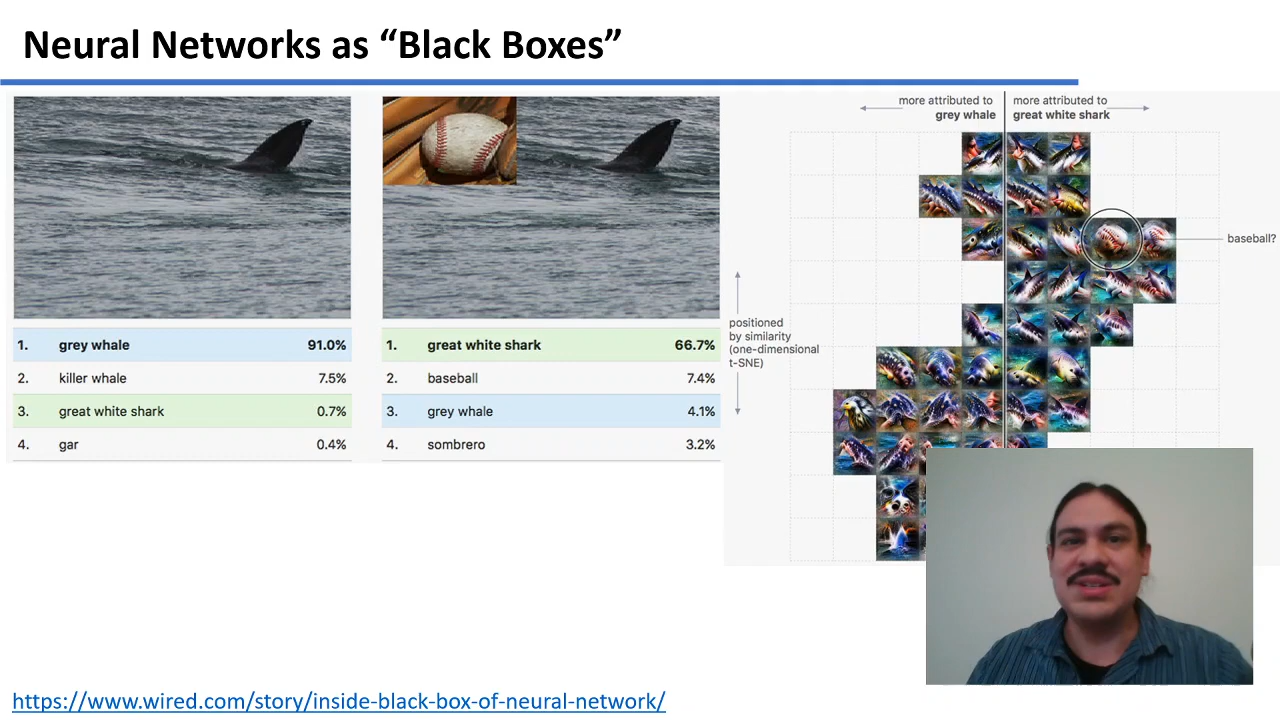 Neural Networks as “Black Boxes”
1. grey whale 91.0%
2. killer whale 7.5%
3. great white shark 0.7%
4. gar 0.4%
1. great white shark 66.7%
2. baseball 7.4%
3. grey whale 4.1%
4. sombrero 3.2%
more attributed to
grey whale
more attributed to
great white shark
baseball?
positioned
by similarity
(one-dimensional
t-SNE)
https://www.wired.com/story/inside-black-box-of-neural-network/